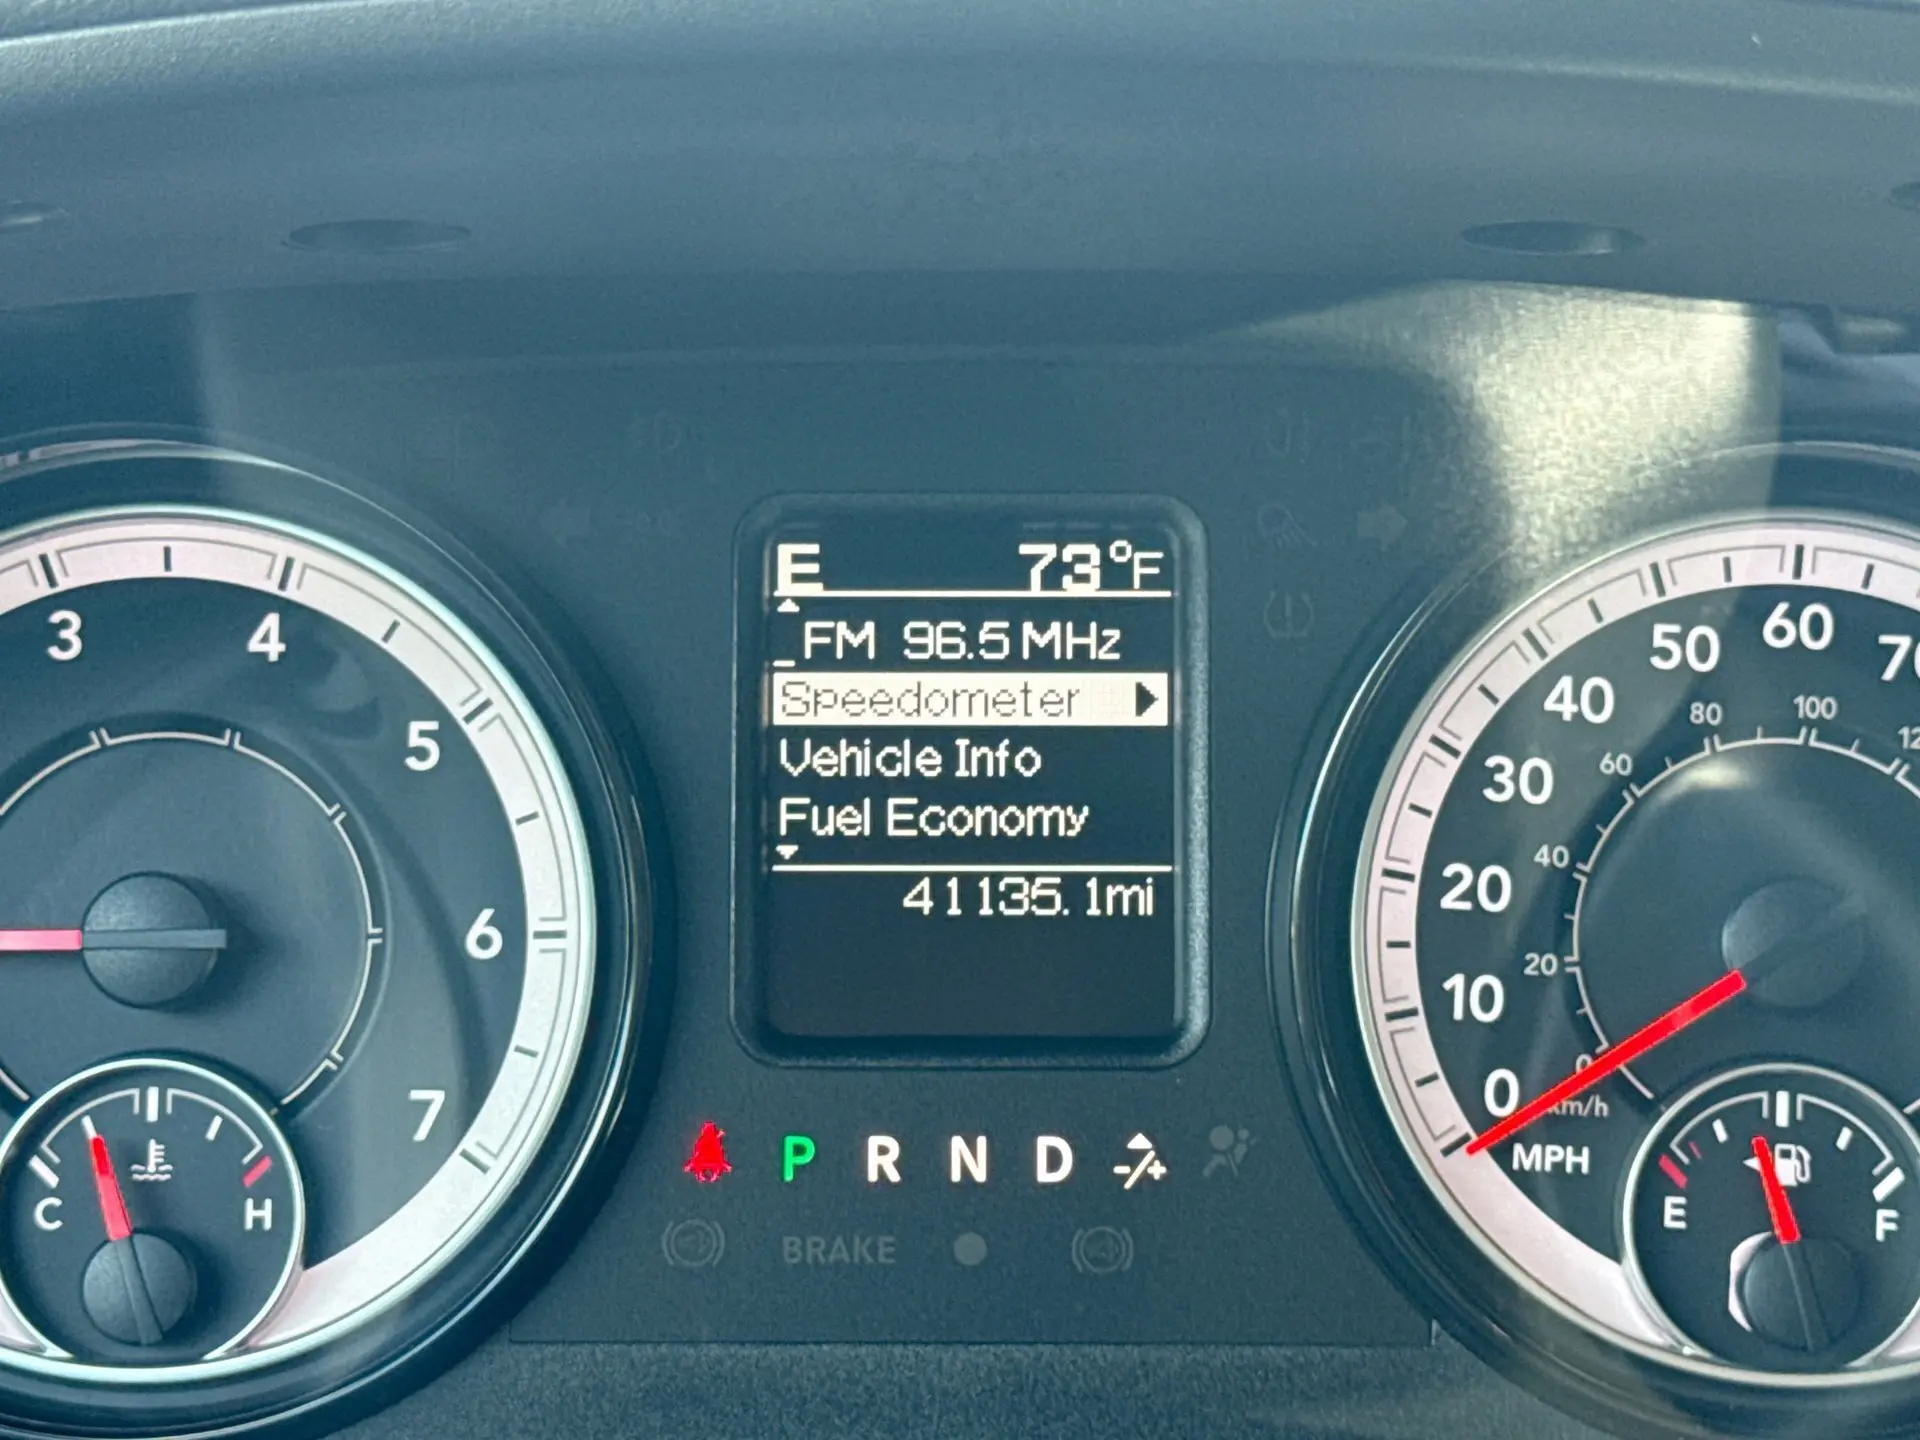 E 73°F
FM 96.5 MHz
Speedometer
Vehicle Info
Fuel Economy
41135.1mi
3
4
5
6
7
C
H
P R N D -/+
BRAKE
0
10
20
30
40
50
60
0
20
40
60
80
100
km/h
MPH
E
F